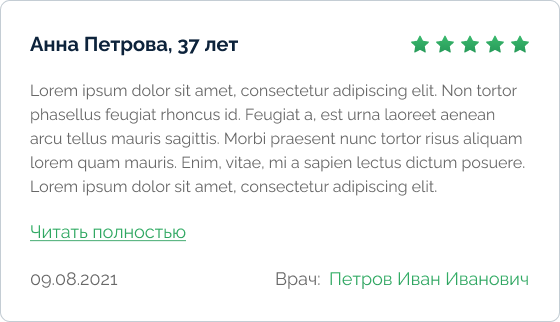 Анна Петрова, 37 лет
Lorem ipsum dolor sit amet, consectetur adipiscing elit. Non tortor
phasellus feugiat rhoncus id. Feugiat a, est urna laoreet aenean
arcu tellus mauris sagittis. Morbi praesent nunc tortor risus aliquam
lorem quam mauris. Enim, vitae, mi a sapien lectus dictum posuere.
Lorem ipsum dolor sit amet, consectetur adipiscing elit.
Читать полностью
09.08.2021 Врач: Петров Иван Иванович